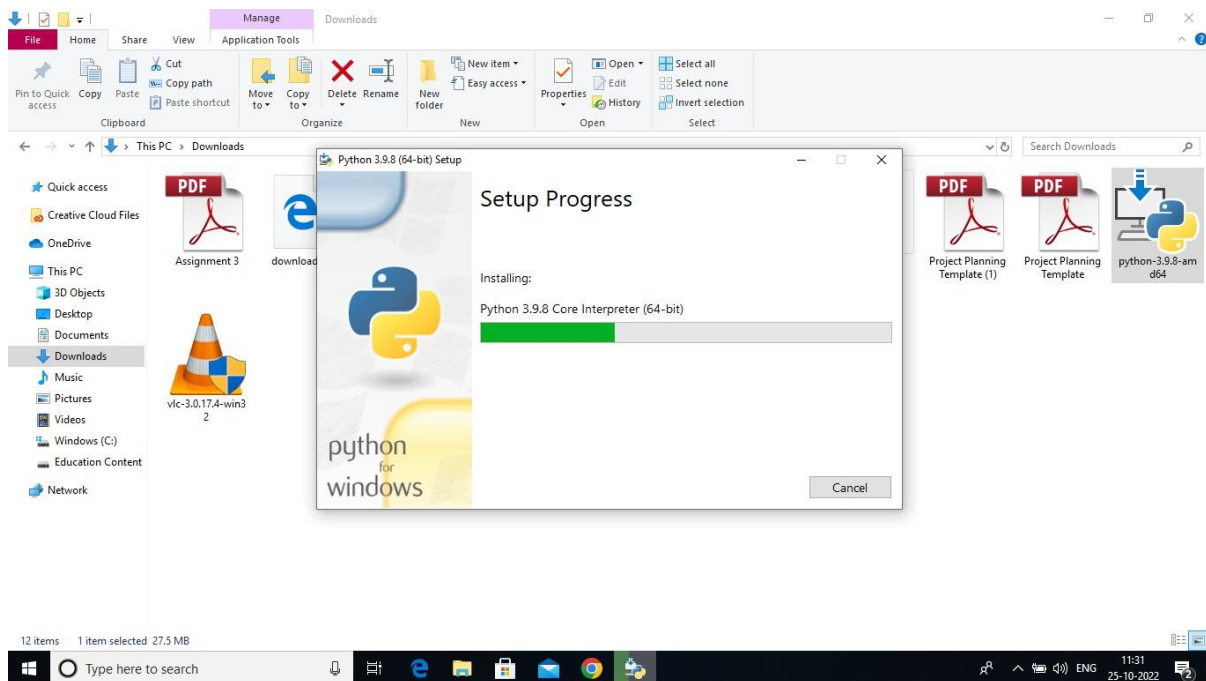 Manage
Downloads
File
Home
Share
View
Application Tools
Pin to Quick
access
Copy
Paste
Cut
Copy path
Paste shortcut
Clipboard
Move
to
Copy
to
Delete
Rename
Organize
New
folder
New item
Easy access
New
Properties
Open
Edit
History
Open
Select all
Select none
Invert selection
Select
This PC > Downloads
Search Downloads
Quick access
Creative Cloud Files
OneDrive
This PC
3D Objects
Desktop
Documents
Downloads
Music
Pictures
Videos
Windows (C:)
Education Content
Network
PDF
Assignment 3
download
vlc-3.0.17.4-win3
2
Python 3.9.8 (64-bit) Setup
Setup Progress
Installing:
Python 3.9.8 Core Interpreter (64-bit)
python
for
windows
Cancel
PDF
Project Planning
Template (1)
PDF
Project Planning
Template
python-3.9.8-am
d64
12 items 1 item selected 27.5 MB
Type here to search
ENG
11:31
25-10-2022
2